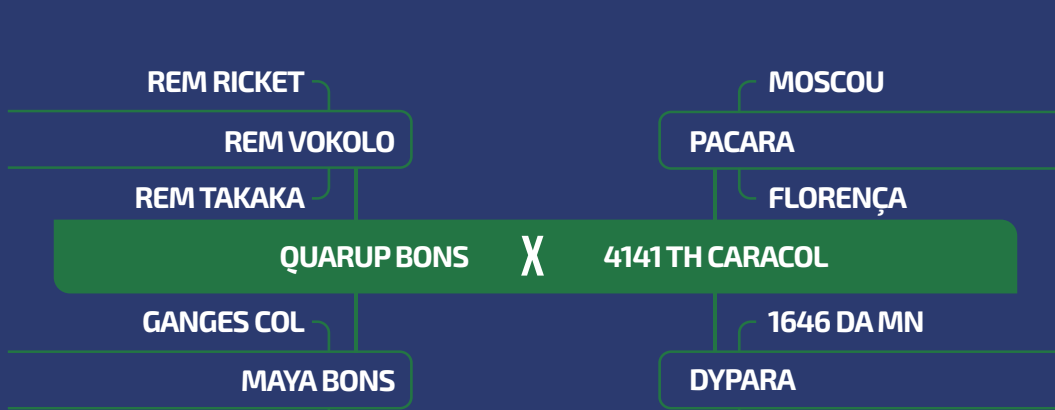 REM RICKET
MOSCOU
REM VOKOLO
PACARA
REM TAKAKA
FLORENÇA
QUARUP BONS X 4141 TH CARACOL
GANGES COL
1646 DA MN
MAYA BONS
DYPARA